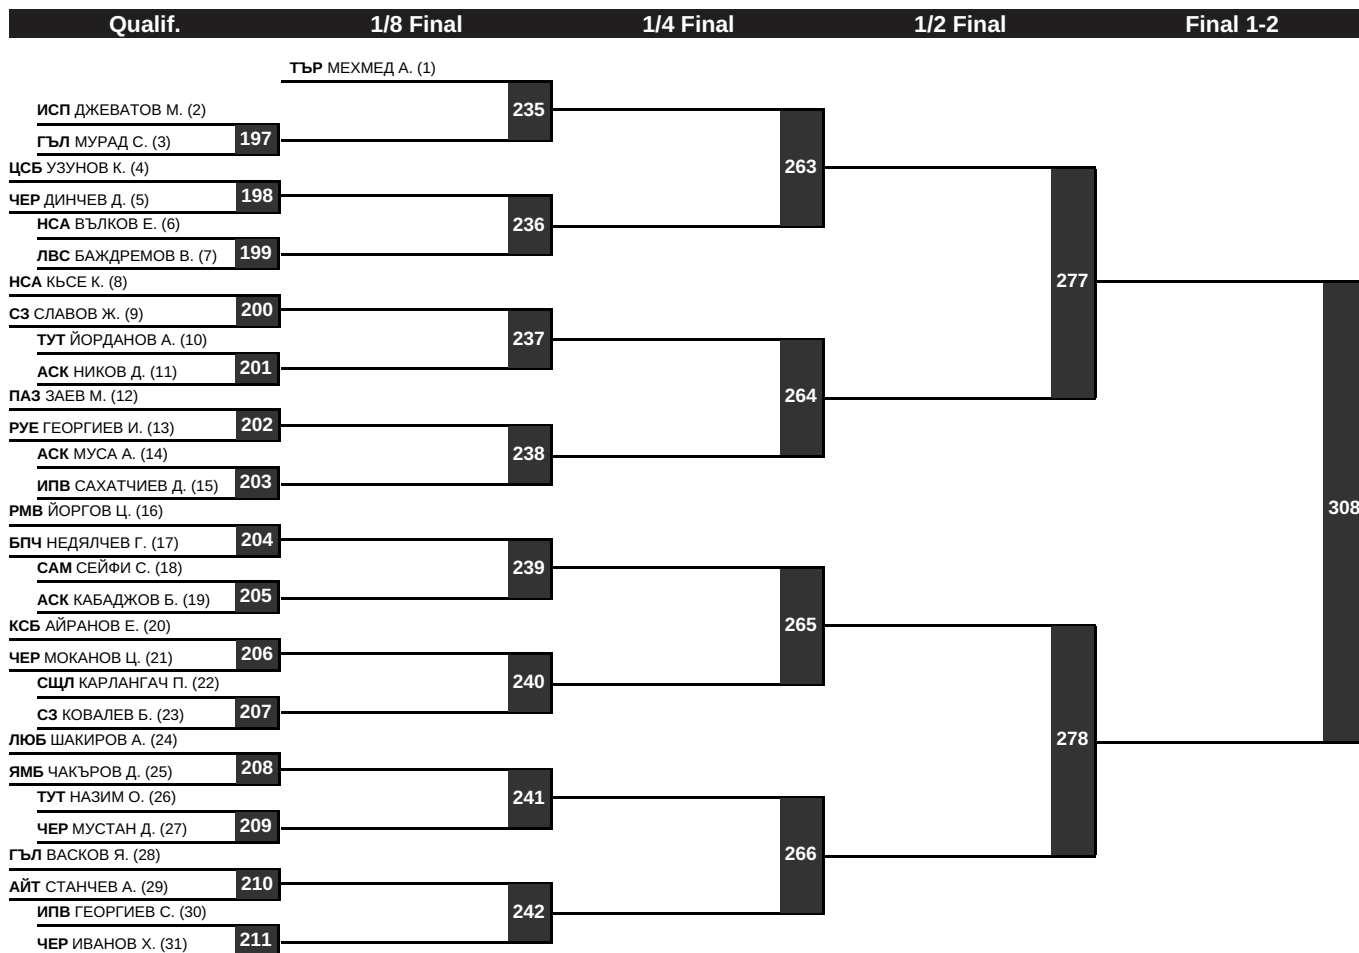 Qualif. 1/8 Final 1/4 Final 1/2 Final Final 1-2
ТЪР МЕХМЕД А. (1)
235
ИСП ДЖЕВАТОВ М. (2)
197
ГЪЛ МУРАД С. (3)
263
ЦСБ УЗУНОВ К. (4)
198
ЧЕР ДИНЧЕВ Д. (5)
236
НСА ВЪЛКОВ Е. (6)
199
ЛВС БАЖДРЕМОВ В. (7)
277
НСА КЬСЕ К. (8)
200
СЗ СЛАВОВ Ж. (9)
237
ТУТ ЙОРДАНОВ А. (10)
201
АСК НИКОВ Д. (11)
264
ПАЗ ЗАЕВ М. (12)
202
РУЕ ГЕОРГИЕВ И. (13)
238
АСК МУСА А. (14)
203
ИПВ САХАТЧИЕВ Д. (15)
308
РМВ ЙОРГОВ Ц. (16)
204
БПЧ НЕДЯЛЧЕВ Г. (17)
239
САМ СЕЙФИ С. (18)
205
АСК КАБАДЖОВ Б. (19)
265
КСБ АЙРАНОВ Е. (20)
206
ЧЕР МОКАНОВ Ц. (21)
240
СЩЛ КАРЛАНГАЧ П. (22)
207
СЗ КОВАЛЕВ Б. (23)
278
ЛЮБ ШАКИРОВ А. (24)
208
ЯМБ ЧАКЪРОВ Д. (25)
241
ТУТ НАЗИМ О. (26)
209
ЧЕР МУСТАН Д. (27)
266
ГЪЛ ВАСКОВ Я. (28)
210
АЙТ СТАНЧЕВ А. (29)
242
ИПВ ГЕОРГИЕВ С. (30)
211
ЧЕР ИВАНОВ Х. (31)